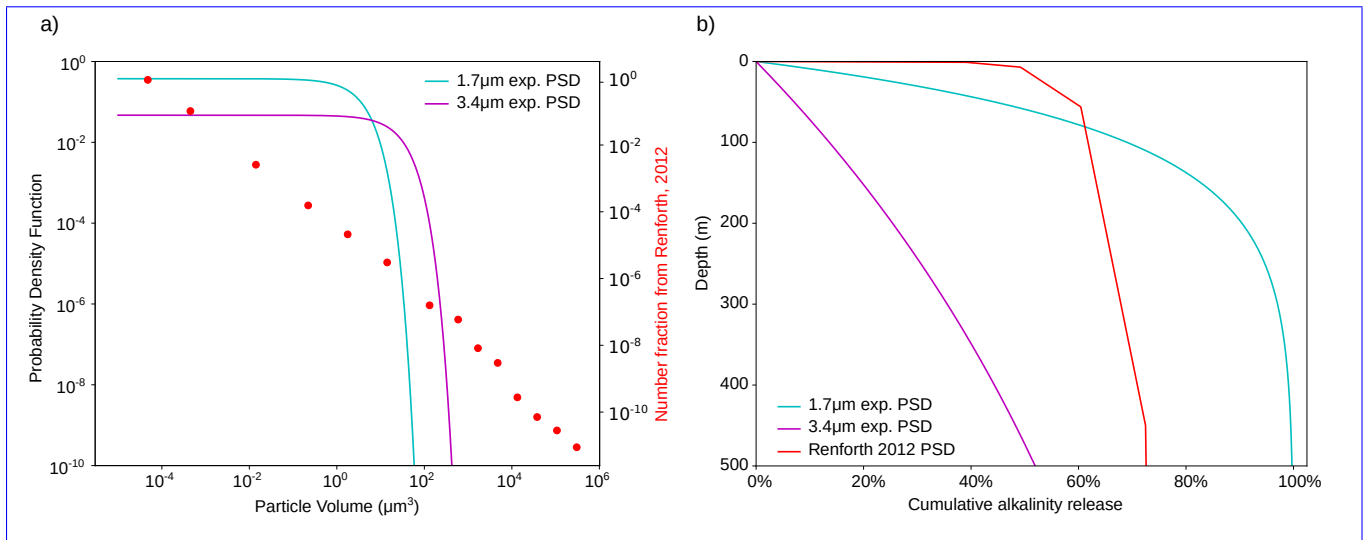 a)
10^0
10^-2
10^-4
10^-6
10^-8
10^-10
Probability Density Function
1.7µm exp. PSD
3.4µm exp. PSD
10^0
10^-2
10^-4
10^-6
10^-8
10^-10
Number fraction from Renforth, 2012
10^-4
10^-2
10^0
10^2
10^4
10^6
Particle Volume (µm³)
b)
0
100
200
300
400
500
Depth (m)
1.7µm exp. PSD
3.4µm exp. PSD
Renforth 2012 PSD
0%
20%
40%
60%
80%
100%
Cumulative alkalinity release